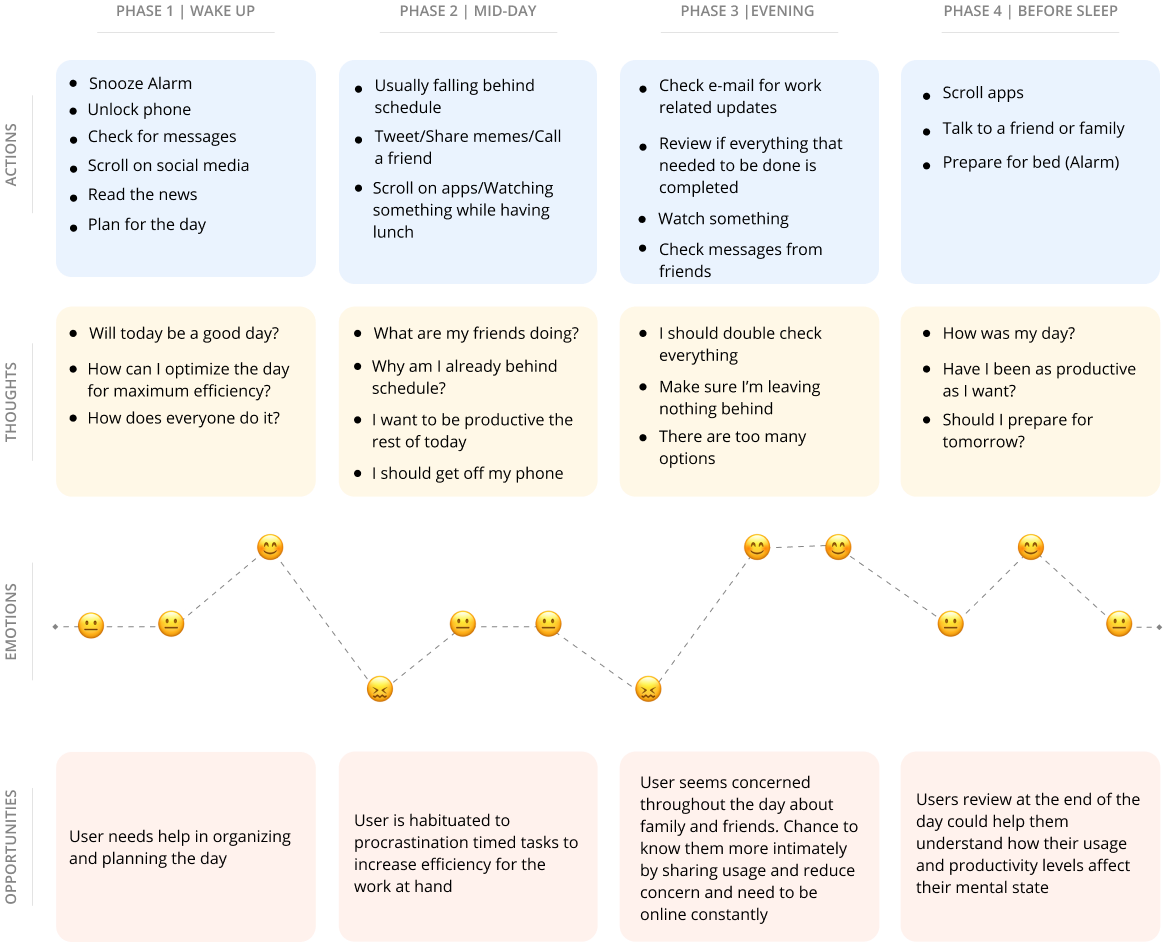 PHASE 1 | WAKE UP
PHASE 2 | MID-DAY
PHASE 3 |EVENING
PHASE 4 | BEFORE SLEEP
ACTIONS
Snooze Alarm
Unlock phone
Check for messages
Scroll on social media
Read the news
Plan for the day
Usually falling behind
schedule
Tweet/Share memes/Call
a friend
Scroll on apps/Watching
something while having
lunch
Check e-mail for work
related updates
Review if everything that
needed to be done is
completed
Watch something
Check messages from
friends
Scroll apps
Talk to a friend or family
Prepare for bed (Alarm)
THOUGHTS
Will today be a good day?
How can I optimize the day
for maximum efficiency?
How does everyone do it?
What are my friends doing?
Why am I already behind
schedule?
I want to be productive the
rest of today
I should get off my phone
I should double check
everything
Make sure I’m leaving
nothing behind
There are too many
options
How was my day?
Have I been as productive
as I want?
Should I prepare for
tomorrow?
EMOTIONS
OPPORTUNITIES
User needs help in organizing
and planning the day
User is habituated to
procrastination timed tasks to
increase efficiency for the
work at hand
User seems concerned
throughout the day about
family and friends. Chance to
know them more intimately
by sharing usage and reduce
concern and need to be
online constantly
Users review at the end of the
day could help them
understand how their usage
and productivity levels affect
their mental state